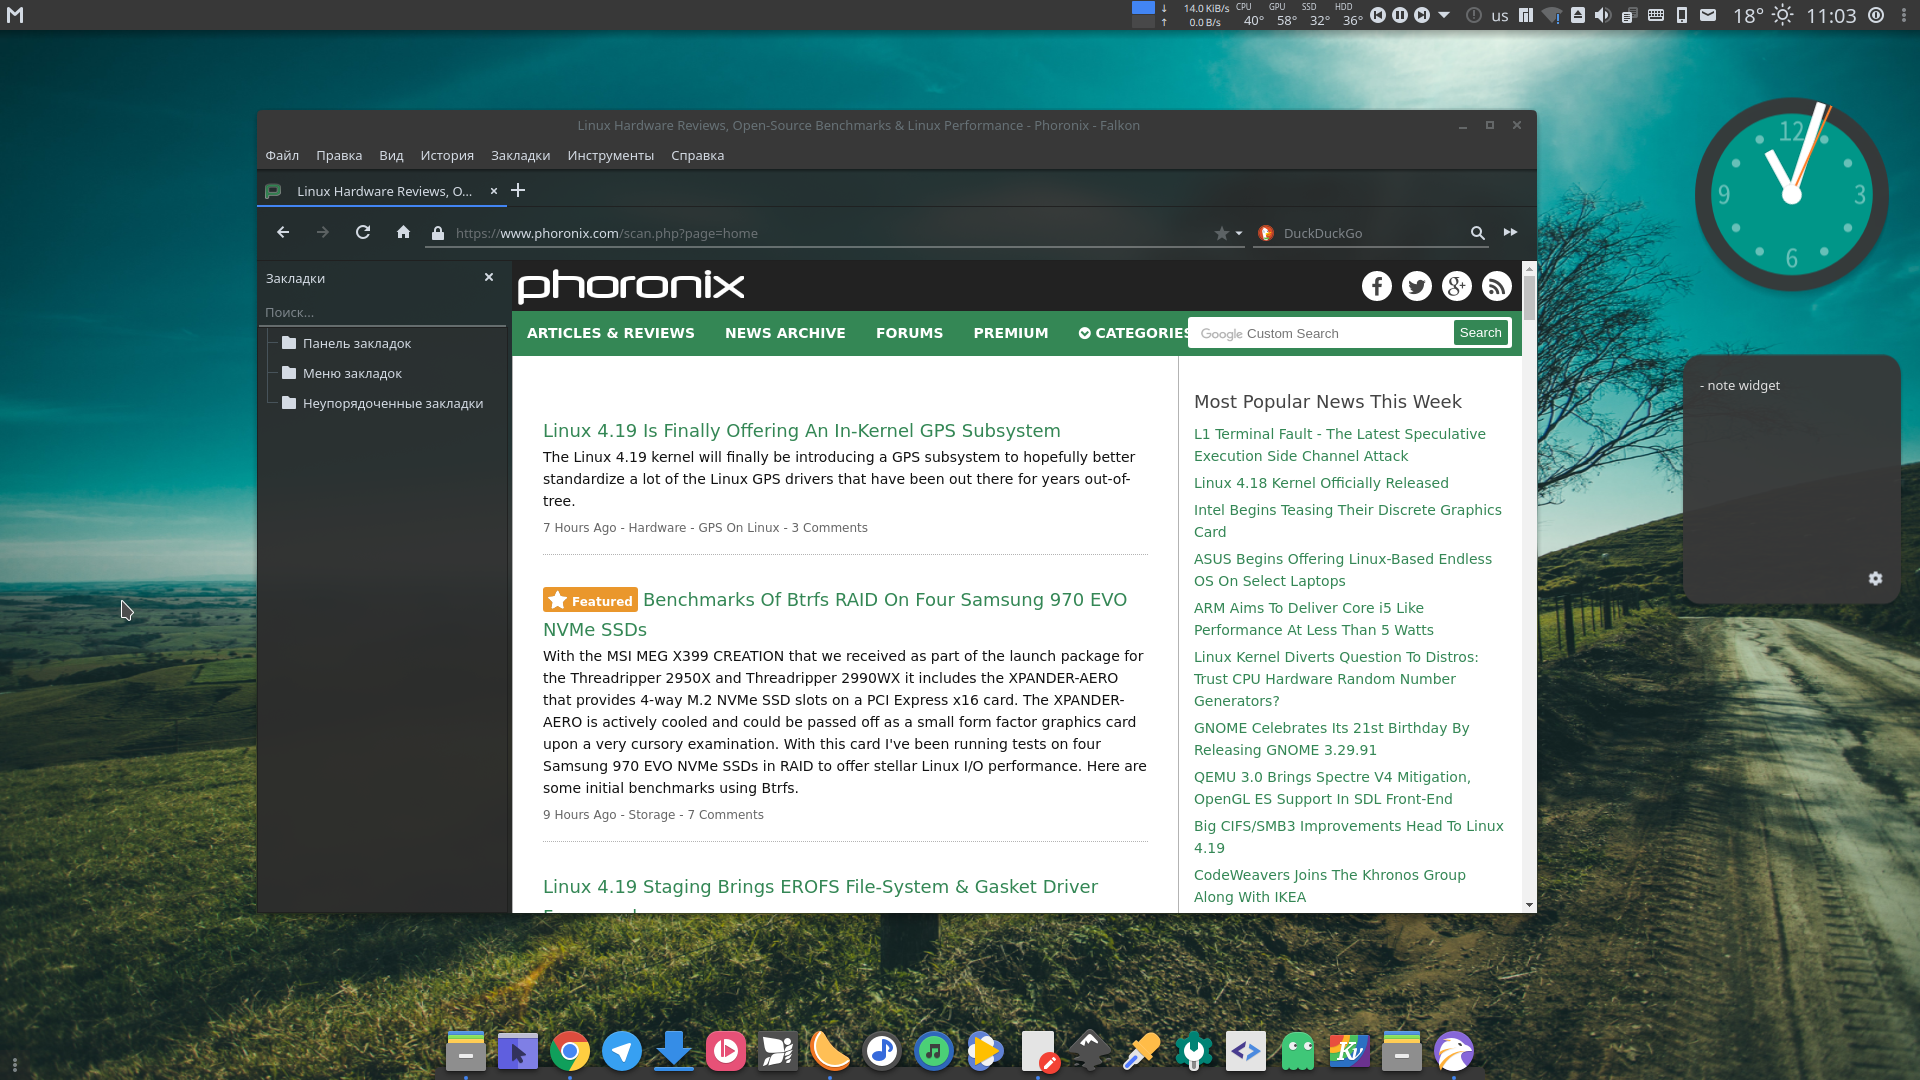 14.0 KiB/s
0.0 B/s
CPU
40°
GPU
58°
SSD
32°
HDD
36°
us
18°
11:03
Linux Hardware Reviews, Open-Source Benchmarks & Linux Performance - Phoronix - Falkon
Файл Правка Вид История Закладки Инструменты Справка
Linux Hardware Reviews, O...
https://www.phoronix.com/scan.php?page=home
DuckDuckGo
Закладки
Поиск...
Панель закладок
Меню закладок
Неупорядоченные закладки
phoronix
ARTICLES & REVIEWS NEWS ARCHIVE FORUMS PREMIUM CATEGORIES
Google Custom Search
Search
Linux 4.19 Is Finally Offering An In-Kernel GPS Subsystem
The Linux 4.19 kernel will finally be introducing a GPS subsystem to hopefully better
standardize a lot of the Linux GPS drivers that have been out there for years out-of-
tree.
7 Hours Ago - Hardware - GPS On Linux - 3 Comments
Featured Benchmarks Of Btrfs RAID On Four Samsung 970 EVO
NVMe SSDs
With the MSI MEG X399 CREATION that we received as part of the launch package for
the Threadripper 2950X and Threadripper 2990WX it includes the XPANDER-AERO
that provides 4-way M.2 NVMe SSD slots on a PCI Express x16 card. The XPANDER-
AERO is actively cooled and could be passed off as a small form factor graphics card
upon a very cursory examination. With this card I've been running tests on four
Samsung 970 EVO NVMe SSDs in RAID to offer stellar Linux I/O performance. Here are
some initial benchmarks using Btrfs.
9 Hours Ago - Storage - 7 Comments
Linux 4.19 Staging Brings EROFS File-System & Gasket Driver
Most Popular News This Week
L1 Terminal Fault - The Latest Speculative
Execution Side Channel Attack
Linux 4.18 Kernel Officially Released
Intel Begins Teasing Their Discrete Graphics
Card
ASUS Begins Offering Linux-Based Endless
OS On Select Laptops
ARM Aims To Deliver Core i5 Like
Performance At Less Than 5 Watts
Linux Kernel Diverts Question To Distros:
Trust CPU Hardware Random Number
Generators?
GNOME Celebrates Its 21st Birthday By
Releasing GNOME 3.29.91
QEMU 3.0 Brings Spectre V4 Mitigation,
OpenGL ES Support In SDL Front-End
Big CIFS/SMB3 Improvements Head To Linux
4.19
CodeWeavers Joins The Khronos Group
Along With IKEA
12
9
3
6
- note widget
Kv